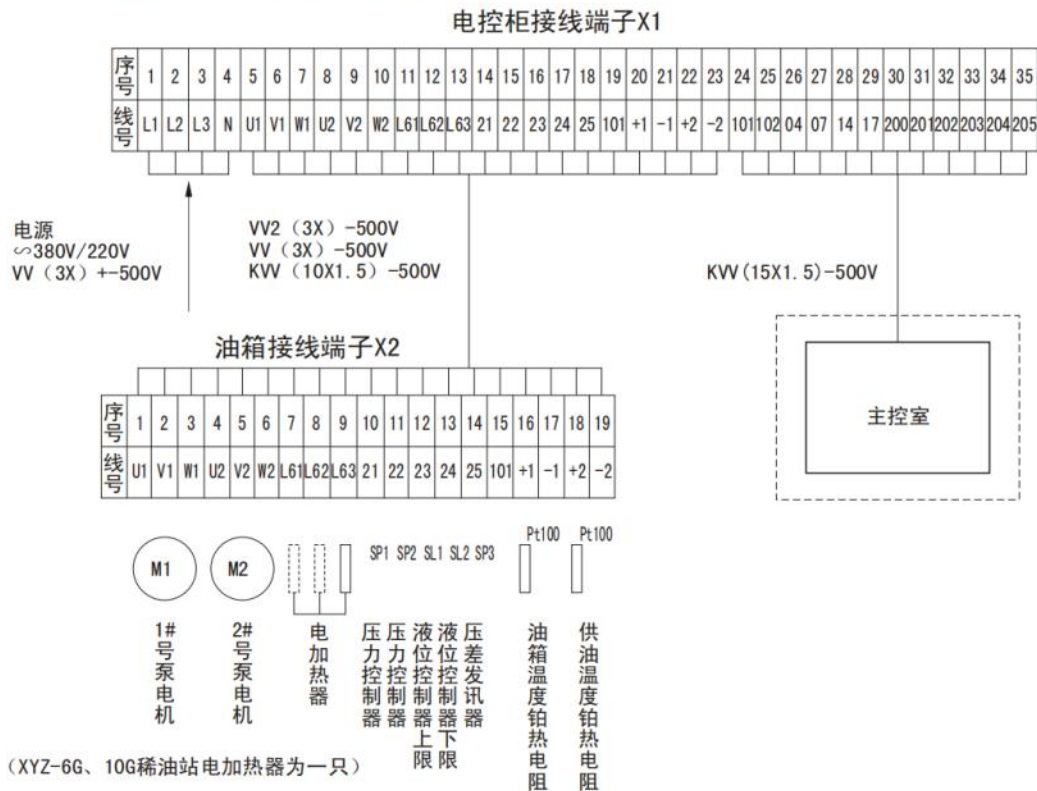 电控柜接线端子X1
序号 1 2 3 4 5 6 7 8 9 10 11 12 13 14 15 16 17 18 19 20 21 22 23 24 25 26 27 28 29 30 31 32 33 34 35
线号 L1 L2 L3 N U1 V1 W1 U2 V2 W2 L61 L62 L63 21 22 23 24 25 101 +1 -1 +2 -2 101 102 04 07 14 17 200 201 202 203 204 205
电源
∽380V/220V
VV（3X）+-500V
VV2（3X）-500V
VV（3X）-500V
KVV（10X1.5）-500V
KVV(15X1.5)-500V
油箱接线端子X2
序号 1 2 3 4 5 6 7 8 9 10 11 12 13 14 15 16 17 18 19
线号 U1 V1 W1 U2 V2 W2 L61 L62 L63 21 22 23 24 25 101 +1 -1 +2 -2
主控室
M1 M2 SP1 SP2 SL1 SL2 SP3 Pt100 Pt100
1#号泵电机
2#号泵电机
电加热器
压力控制器
压力控制器
液位控制器上限
液位控制器下限
压差发讯器
油箱温度铂热电阻
供油温度铂热电阻
（XYZ-6G、10G稀油站电加热器为一只）